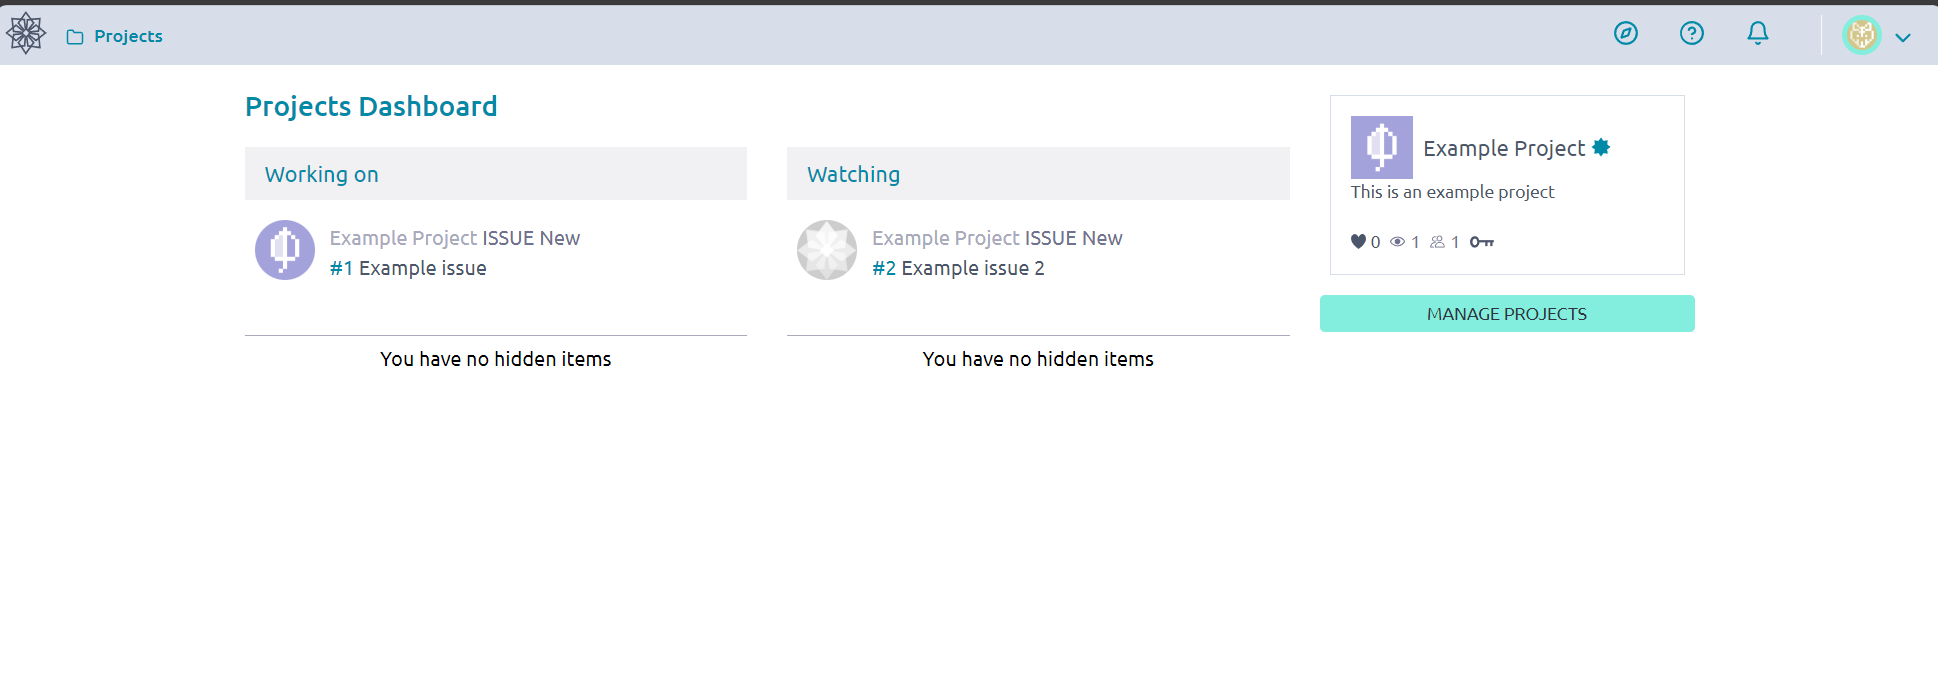 Projects
Projects Dashboard
Working on
Example Project ISSUE New
#1 Example issue
You have no hidden items
Watching
Example Project ISSUE New
#2 Example issue 2
You have no hidden items
Example Project
This is an example project
0 1 1
MANAGE PROJECTS